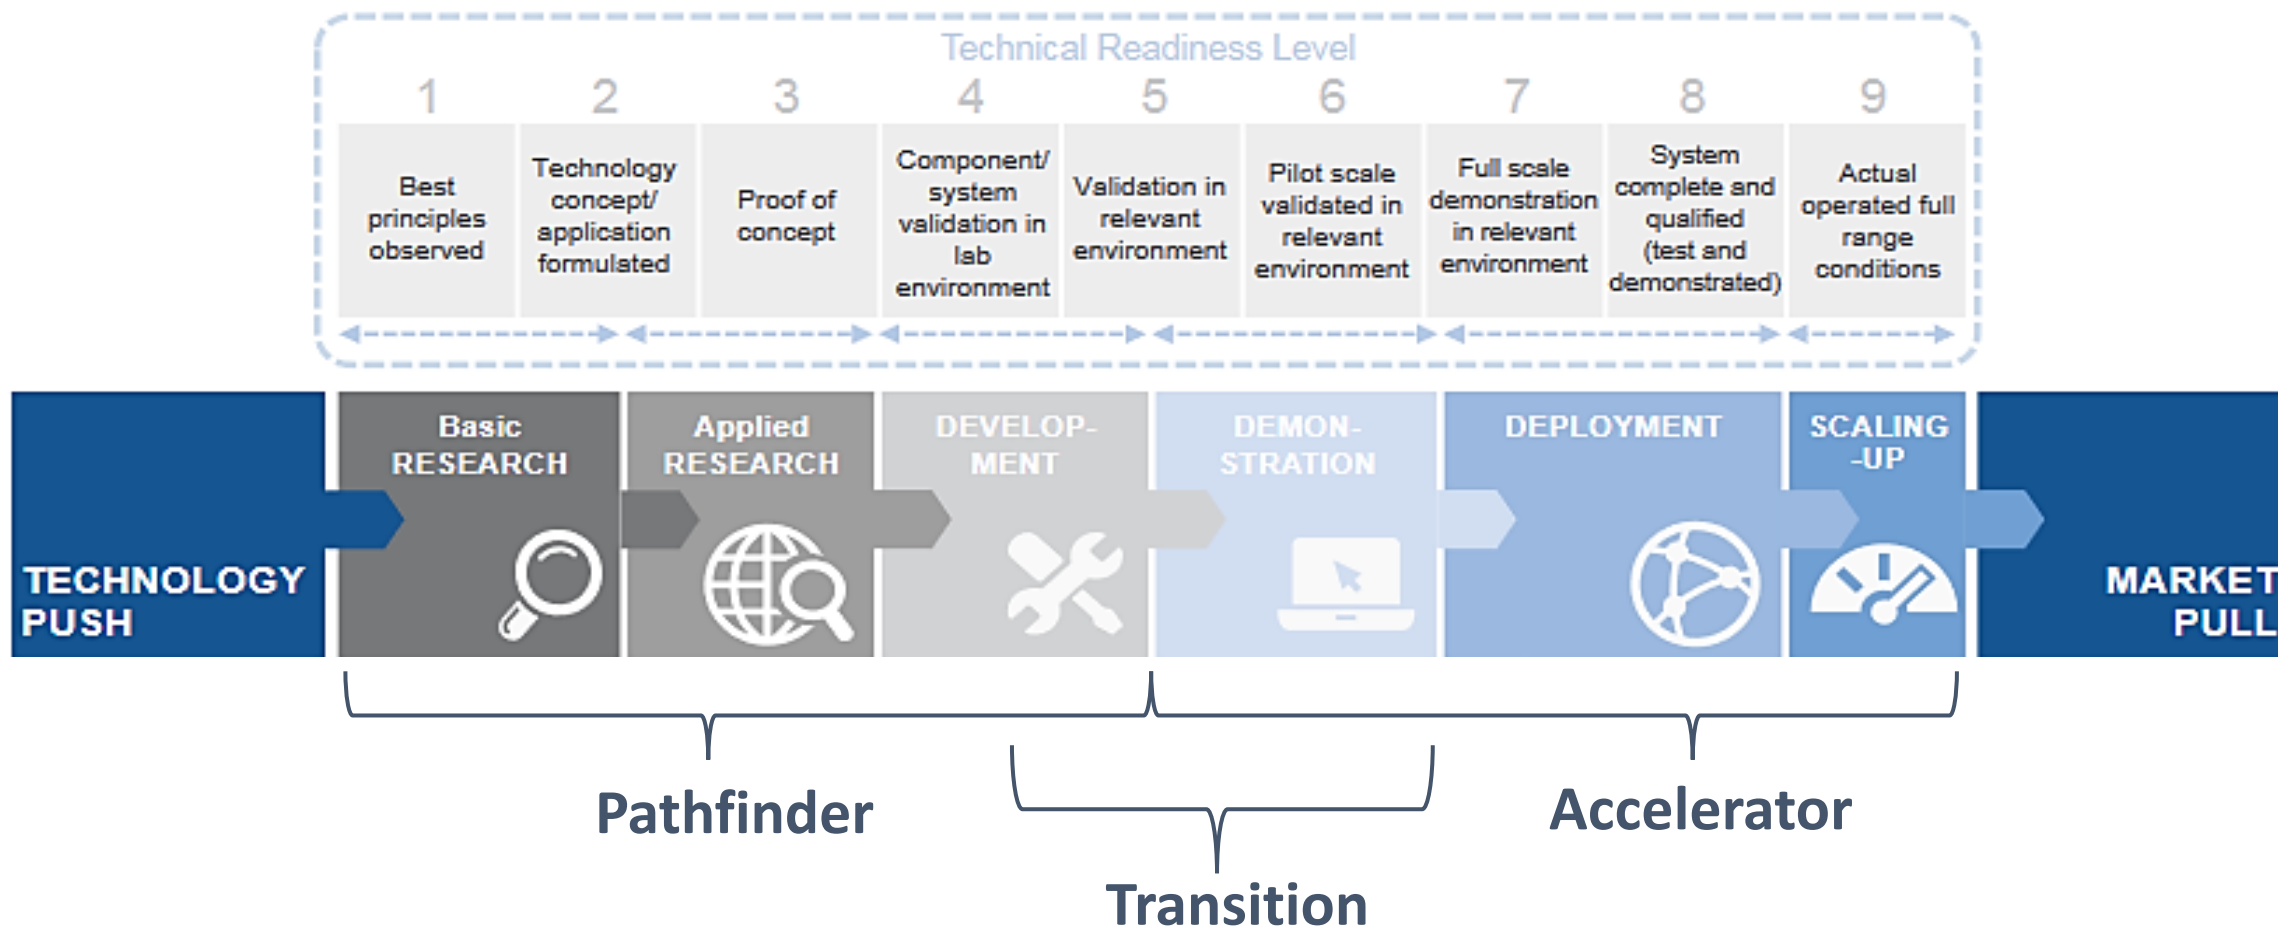 Technical Readiness Level
1 2 3 4 5 6 7 8 9
Best
principles
observed
Technology
concept/
application
formulated
Proof of
concept
Component/
system
validation in
lab
environment
Validation in
relevant
environment
Pilot scale
validated in
relevant
environment
Full scale
demonstration
in relevant
environment
System
complete and
qualified
(test and
demonstrated)
Actual
operated full
range
conditions
TECHNOLOGY
PUSH
Basic
RESEARCH
Applied
RESEARCH
DEVELOP-
MENT
DEMON-
STRATION
DEPLOYMENT
SCALING
-UP
MARKET
PULL
Pathfinder
Transition
Accelerator